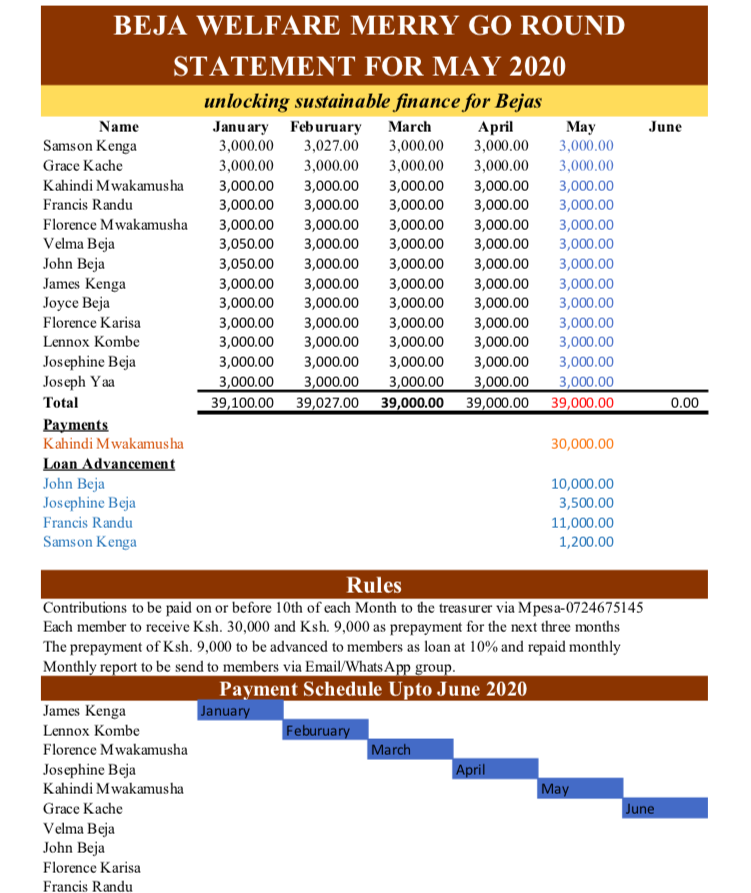 BEJA WELFARE MERRY GO ROUND
STATEMENT FOR MAY 2020
unlocking sustainable finance for Bejas
Name January Feburuary March April May June
Samson Kenga 3,000.00 3,027.00 3,000.00 3,000.00 3,000.00
Grace Kache 3,000.00 3,000.00 3,000.00 3,000.00 3,000.00
Kahindi Mwakamusha 3,000.00 3,000.00 3,000.00 3,000.00 3,000.00
Francis Randu 3,000.00 3,000.00 3,000.00 3,000.00 3,000.00
Florence Mwakamusha 3,000.00 3,000.00 3,000.00 3,000.00 3,000.00
Velma Beja 3,050.00 3,000.00 3,000.00 3,000.00 3,000.00
John Beja 3,050.00 3,000.00 3,000.00 3,000.00 3,000.00
James Kenga 3,000.00 3,000.00 3,000.00 3,000.00 3,000.00
Joyce Beja 3,000.00 3,000.00 3,000.00 3,000.00 3,000.00
Florence Karisa 3,000.00 3,000.00 3,000.00 3,000.00 3,000.00
Lennox Kombe 3,000.00 3,000.00 3,000.00 3,000.00 3,000.00
Josephine Beja 3,000.00 3,000.00 3,000.00 3,000.00 3,000.00
Joseph Yaa 3,000.00 3,000.00 3,000.00 3,000.00 3,000.00
Total 39,100.00 39,027.00 39,000.00 39,000.00 39,000.00 0.00
Payments
Kahindi Mwakamusha 30,000.00
Loan Advancement
John Beja 10,000.00
Josephine Beja 3,500.00
Francis Randu 11,000.00
Samson Kenga 1,200.00
Rules
Contributions to be paid on or before 10th of each Month to the treasurer via Mpesa-0724675145
Each member to receive Ksh. 30,000 and Ksh. 9,000 as prepayment for the next three months
The prepayment of Ksh. 9,000 to be advanced to members as loan at 10% and repaid monthly
Monthly report to be send to members via Email/WhatsApp group.
Payment Schedule Upto June 2020
James Kenga January
Lennox Kombe Feburuary
Florence Mwakamusha March
Josephine Beja April
Kahindi Mwakamusha May
Grace Kache June
Velma Beja
John Beja
Florence Karisa
Francis Randu